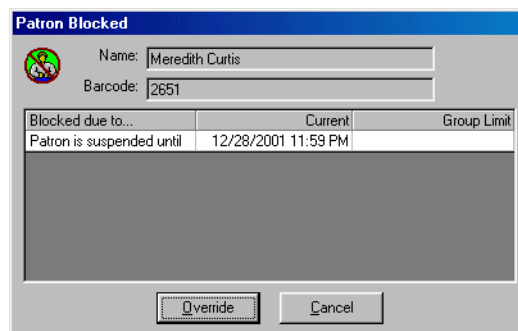 Patron Blocked
Name: Meredith Curtis
Barcode: 2651
Blocked due to... Current Group Limit
Patron is suspended until 12/28/2001 11:59 PM
Override Cancel